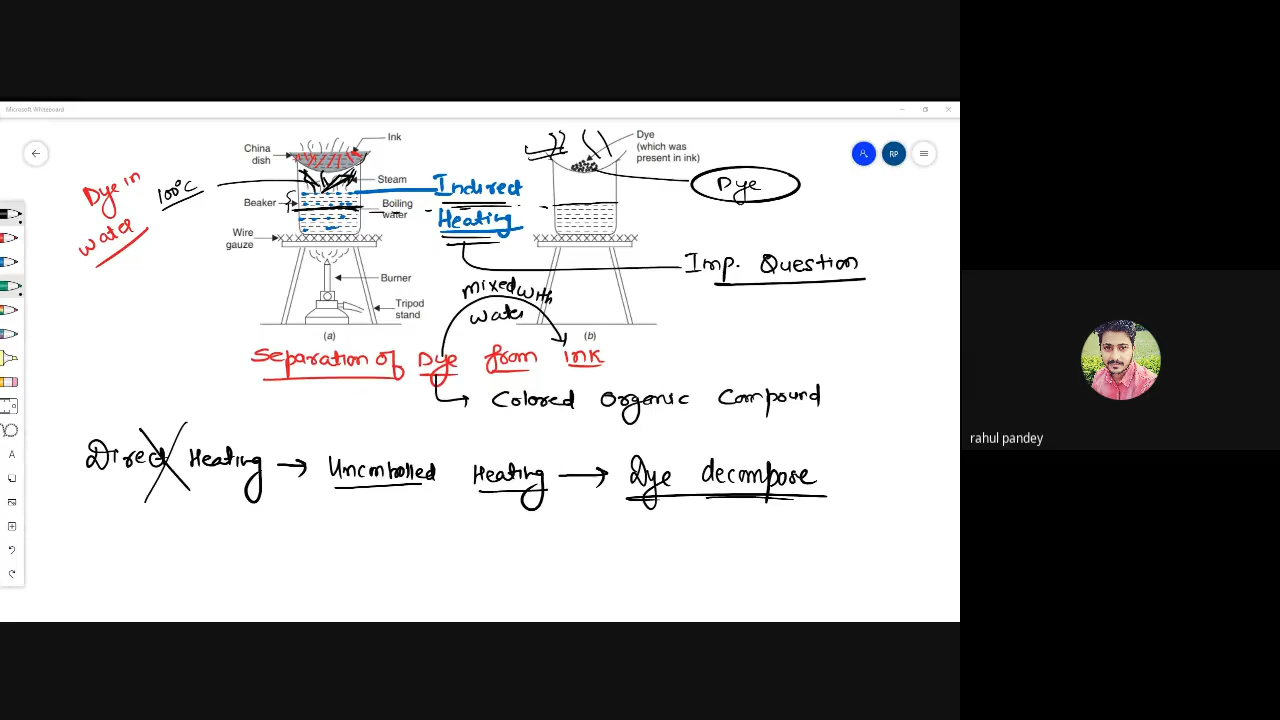 Microsoft Whiteboard
RP
China dish
Ink
Steam
Beaker
Boiling water
Wire gauze
Burner
Tripod stand
(a)
Dye
(which was
present in ink)
(b)
Dye in
water
100°C
Indirect
Heating
Dye
Imp. Question
mixed with
water
Separation of Dye from Ink
Colored Organic Compound
Direct Heating → Uncontrolled Heating → Dye decompose
A
rahul pandey